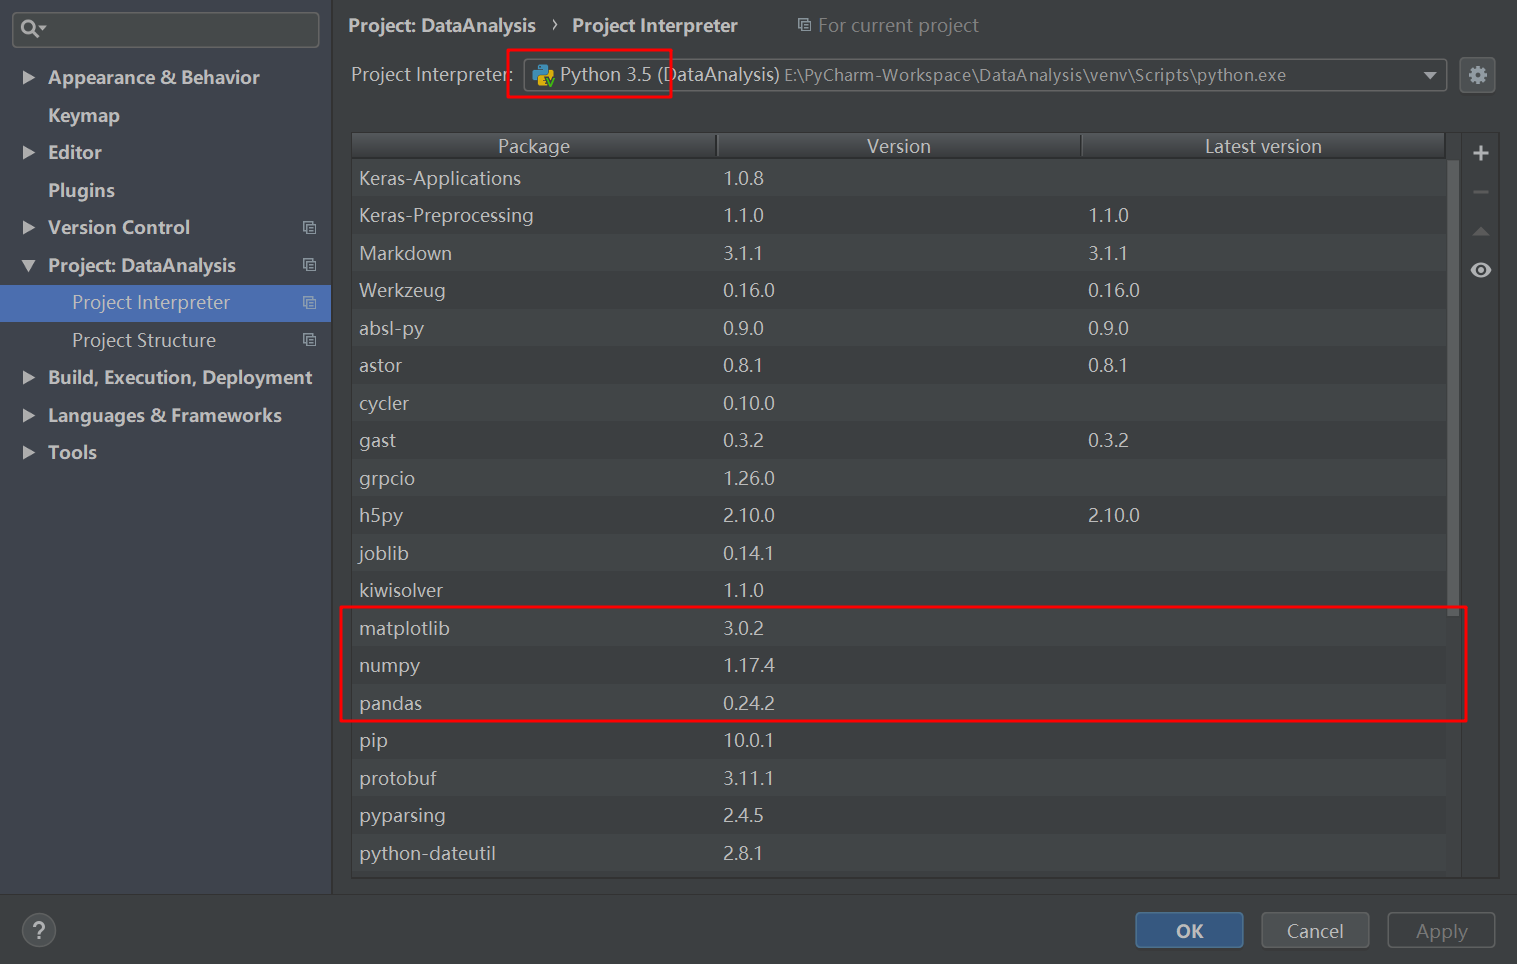 Project: DataAnalysis › Project Interpreter For current project
Project Interpreter: Python 3.5 (DataAnalysis) E:\PyCharm-Workspace\DataAnalysis\venv\Scripts\python.exe
Appearance & Behavior
Keymap
Editor
Plugins
Version Control
Project: DataAnalysis
Project Interpreter
Project Structure
Build, Execution, Deployment
Languages & Frameworks
Tools
Package Version Latest version
Keras-Applications 1.0.8
Keras-Preprocessing 1.1.0 1.1.0
Markdown 3.1.1 3.1.1
Werkzeug 0.16.0 0.16.0
absl-py 0.9.0 0.9.0
astor 0.8.1 0.8.1
cycler 0.10.0
gast 0.3.2 0.3.2
grpcio 1.26.0
h5py 2.10.0 2.10.0
joblib 0.14.1
kiwisolver 1.1.0
matplotlib 3.0.2
numpy 1.17.4
pandas 0.24.2
pip 10.0.1
protobuf 3.11.1
pyparsing 2.4.5
python-dateutil 2.8.1
? OK Cancel Apply